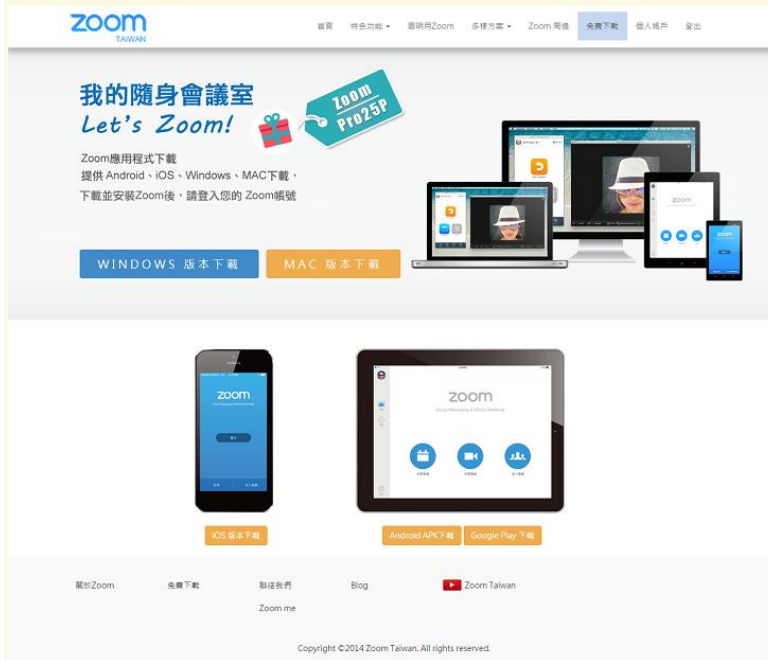 zoom
TAIWAN
首頁 特色功能 聰明用Zoom 多樣方案 Zoom 周邊 免費下載 個人帳戶 登出
我的隨身會議室
Let's Zoom!
Zoom
Pro25P
Zoom應用程式下載
提供 Android、iOS、Windows、MAC下載，
下載並安裝Zoom後，請登入您的 Zoom帳號
WINDOWS 版本下載 MAC 版本下載
zoom
zoom
zoom
zoom
iOS 版本下載 Android APK下載 Google Play 下載
關於Zoom 免費下載 聯絡我們 Blog Zoom Taiwan
Zoom me
Copyright ©2014 Zoom Taiwan. All rights reserved.